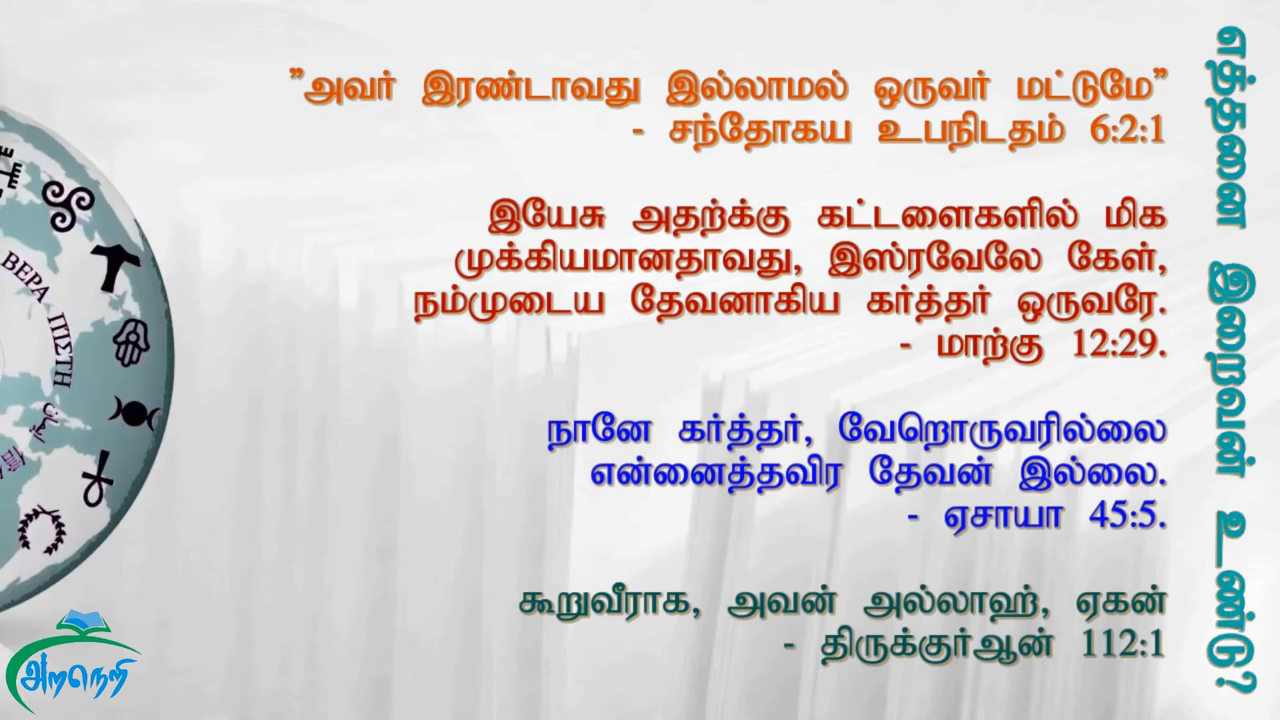 ”அவர் இரண்டாவது இல்லாமல் ஒருவர் மட்டுமே”
- சந்தோகய உபநிடதம் 6:2:1
இயேசு அதற்க்கு கட்டளைகளில் மிக
முக்கியமானதாவது, இஸ்ரவேலே கேள்,
நம்முடைய தேவனாகிய கர்த்தர் ஒருவரே.
- மாற்கு 12:29.
நானே கர்த்தர், வேறொருவரில்லை
என்னைத்தவிர தேவன் இல்லை.
- ஏசாயா 45:5.
கூறுவீராக, அவன் அல்லாஹ், ஏகன்
- திருக்குர்ஆன் 112:1
எத்தனை இறைவன் உண்டு?
ΒΕΡΑ
ΠΙΣΤΗ
அறநெறி